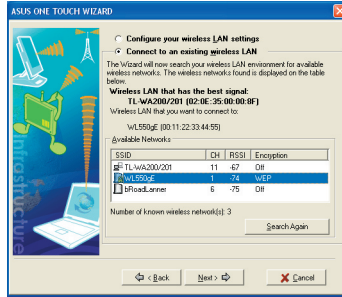 ASUS ONE TOUCH WIZARD
Configure your wireless LAN settings
Connect to an existing wireless LAN
The Wizard will now search your wireless LAN environment for available
wireless networks. The wireless networks found is displayed on the table
below.
Wireless LAN that has the best signal:
TL-WA200/201 (02:0E:35:00:00:8F)
Wireless LAN that you want to connect to:
WL550gE (00:11:22:33:44:55)
Available Networks
SSID CH RSSI Encryption
TL-WA200/201 11 -67 Off
WL550gE 1 -74 WEP
bRoadLanner 6 -75 Off
Number of known wireless network(s): 3
Search Again
Infrastructure
< Back Next > Cancel